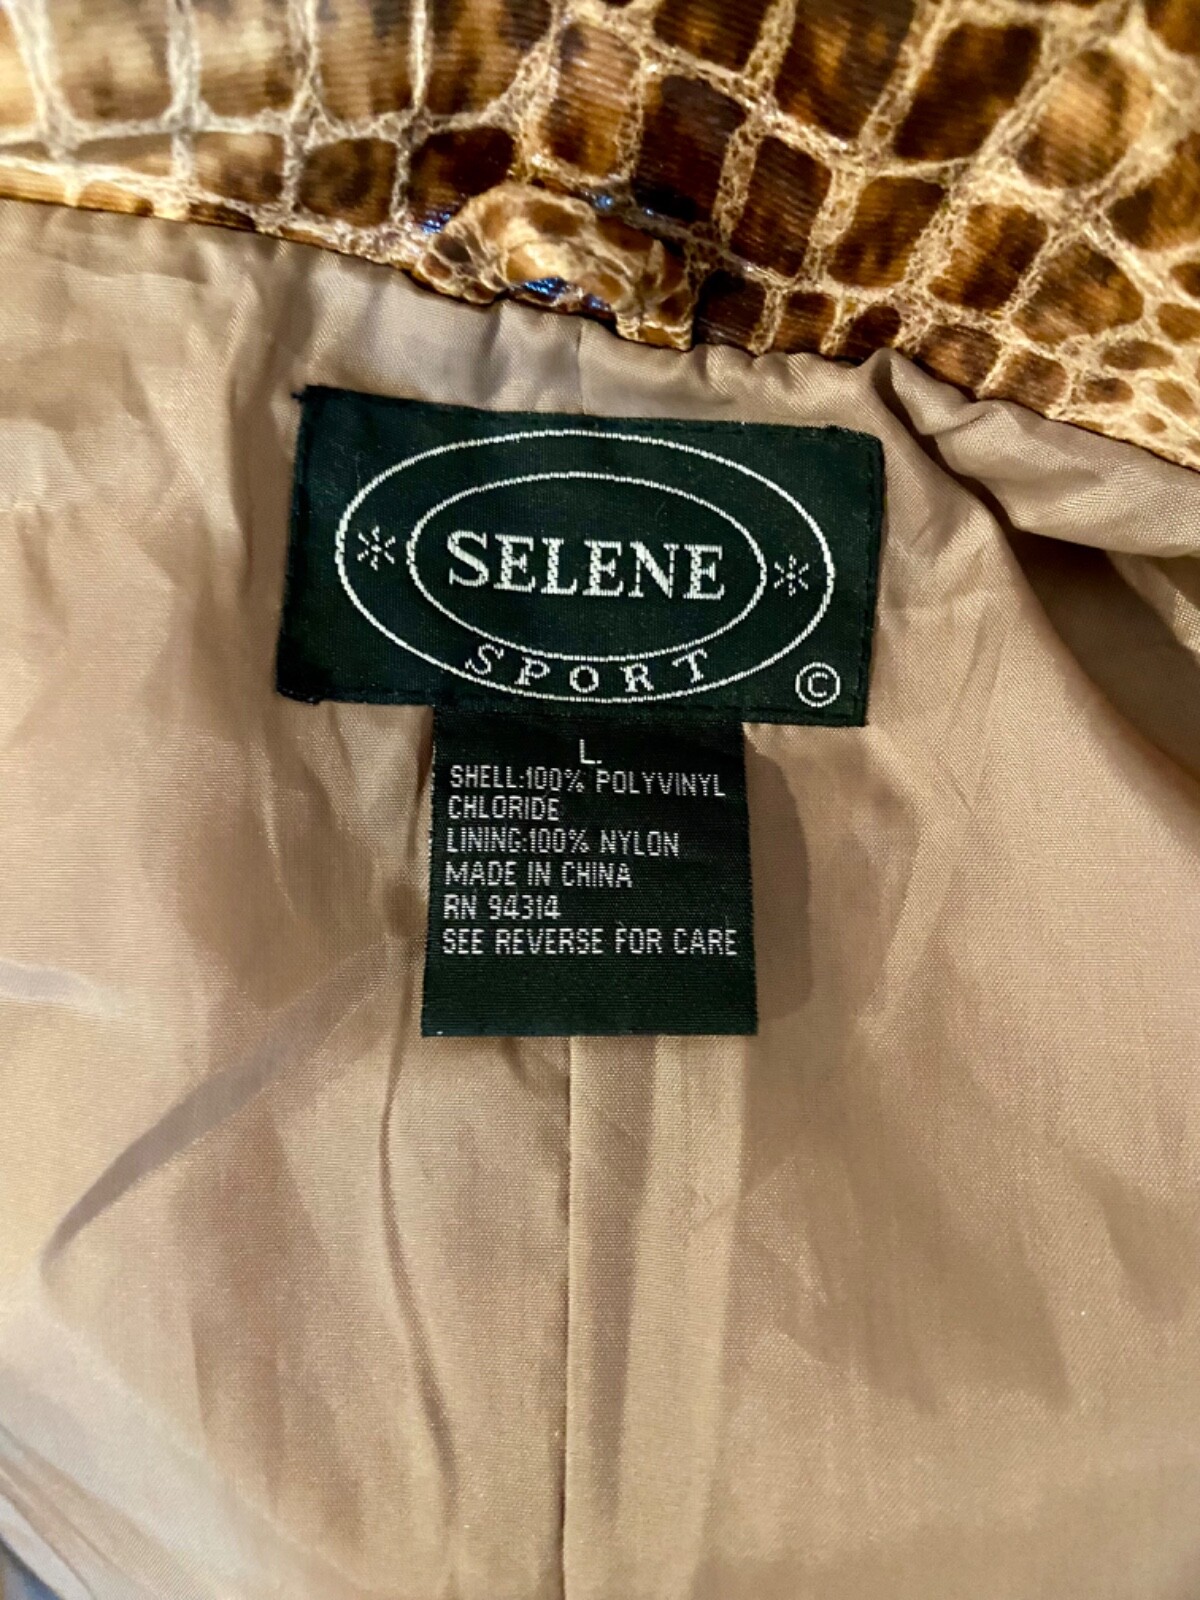 SELENE
SPORT
©
L.
SHELL:100% POLYVINYL
CHLORIDE
LINING:100% NYLON
MADE IN CHINA
RN 94314
SEE REVERSE FOR CARE